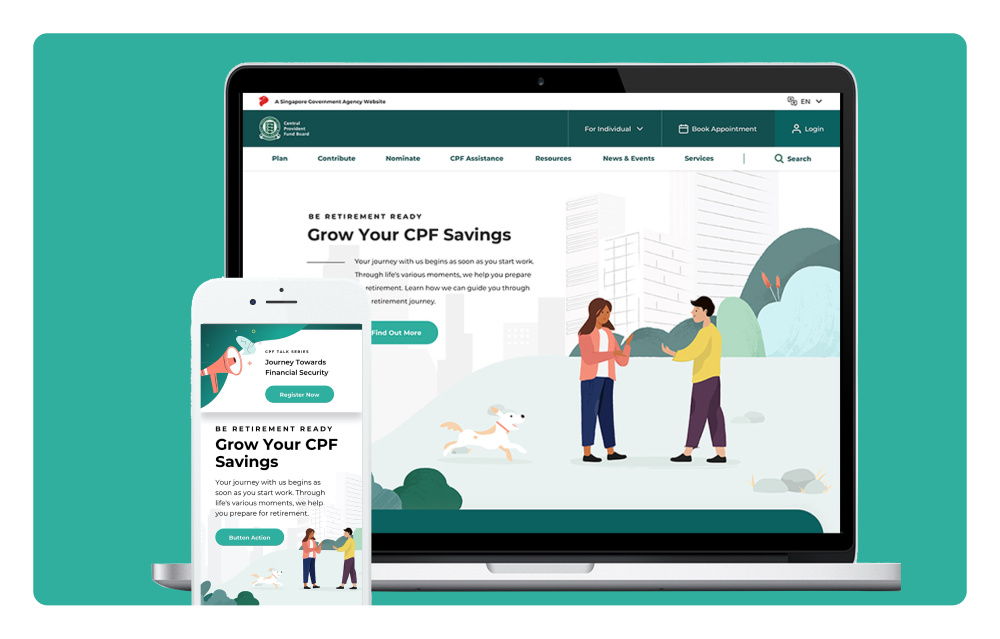 A Singapore Government Agency Website
EN
Central
Provident
Fund Board
For Individual
Book Appointment
Login
Plan
Contribute
Nominate
CPF Assistance
Resources
News & Events
Services
Search
BE RETIREMENT READY
Grow Your CPF Savings
Your journey with us begins as soon as you start work.
Through life's various moments, we help you prepare
retirement. Learn how we can guide you through
retirement journey.
Find Out More
CPF TALK SERIES
Journey Towards
Financial Security
Register Now
BE RETIREMENT READY
Grow Your CPF
Savings
Your journey with us begins as
soon as you start work. Through
life's various moments, we help
you prepare for retirement.
Button Action